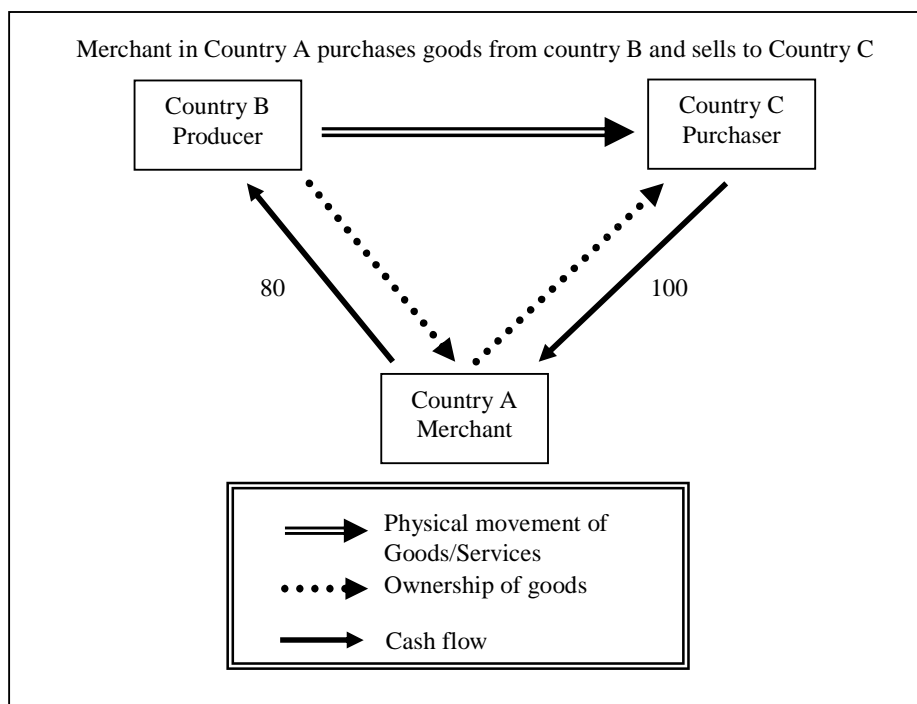 Merchant in Country A purchases goods from country B and sells to Country C
Country B
Producer
Country C
Purchaser
80
100
Country A
Merchant
Physical movement of
Goods/Services
Ownership of goods
Cash flow